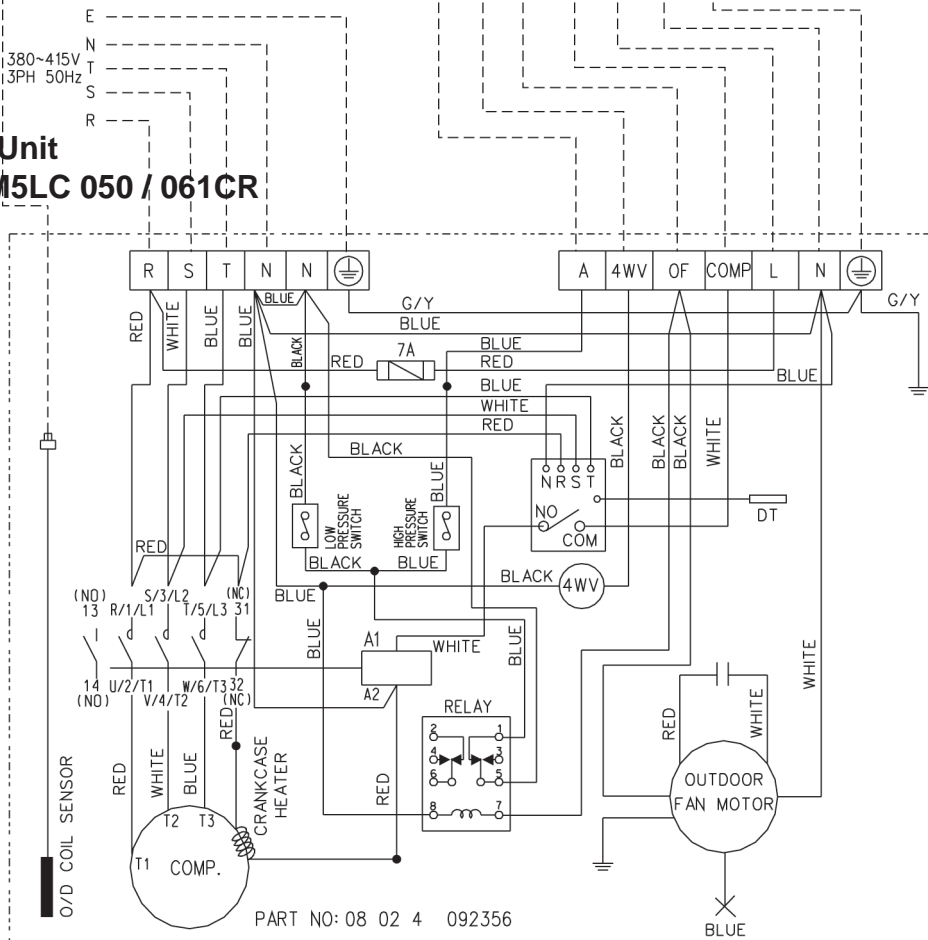 E
N
380~415V
3PH 50Hz
T
S
R
Unit
M5LC 050 / 061CR
R S T N N
A 4WV OF COMP L N
BLUE
G/Y
BLUE
G/Y
RED
WHITE
BLUE
BLUE
BLACK
RED
7A
BLUE
RED
BLUE
BLUE
WHITE
RED
BLACK
BLACK
BLUE
BLACK
BLACK
BLACK
WHITE
N R S T
NO
COM
DT
LOW
PRESSURE
SWITCH
HIGH
PRESSURE
SWITCH
RED
BLACK
BLUE
BLACK
4WV
BLUE
(NO)
13
R/1/L1
S/3/L2
T/5/L3
(NC)
31
BLUE
A1
WHITE
BLUE
A2
14
(NO)
U/2/T1
V/4/T2
W/6/T3
32
(NC)
RED
RELAY
2 1
4 3
6 5
8 7
WHITE
RED
WHITE
RED
WHITE
BLUE
CRANKCASE
HEATER
RED
OUTDOOR
FAN MOTOR
T2
T3
T1
COMP.
O/D COIL SENSOR
PART NO: 08 02 4 092356
BLUE